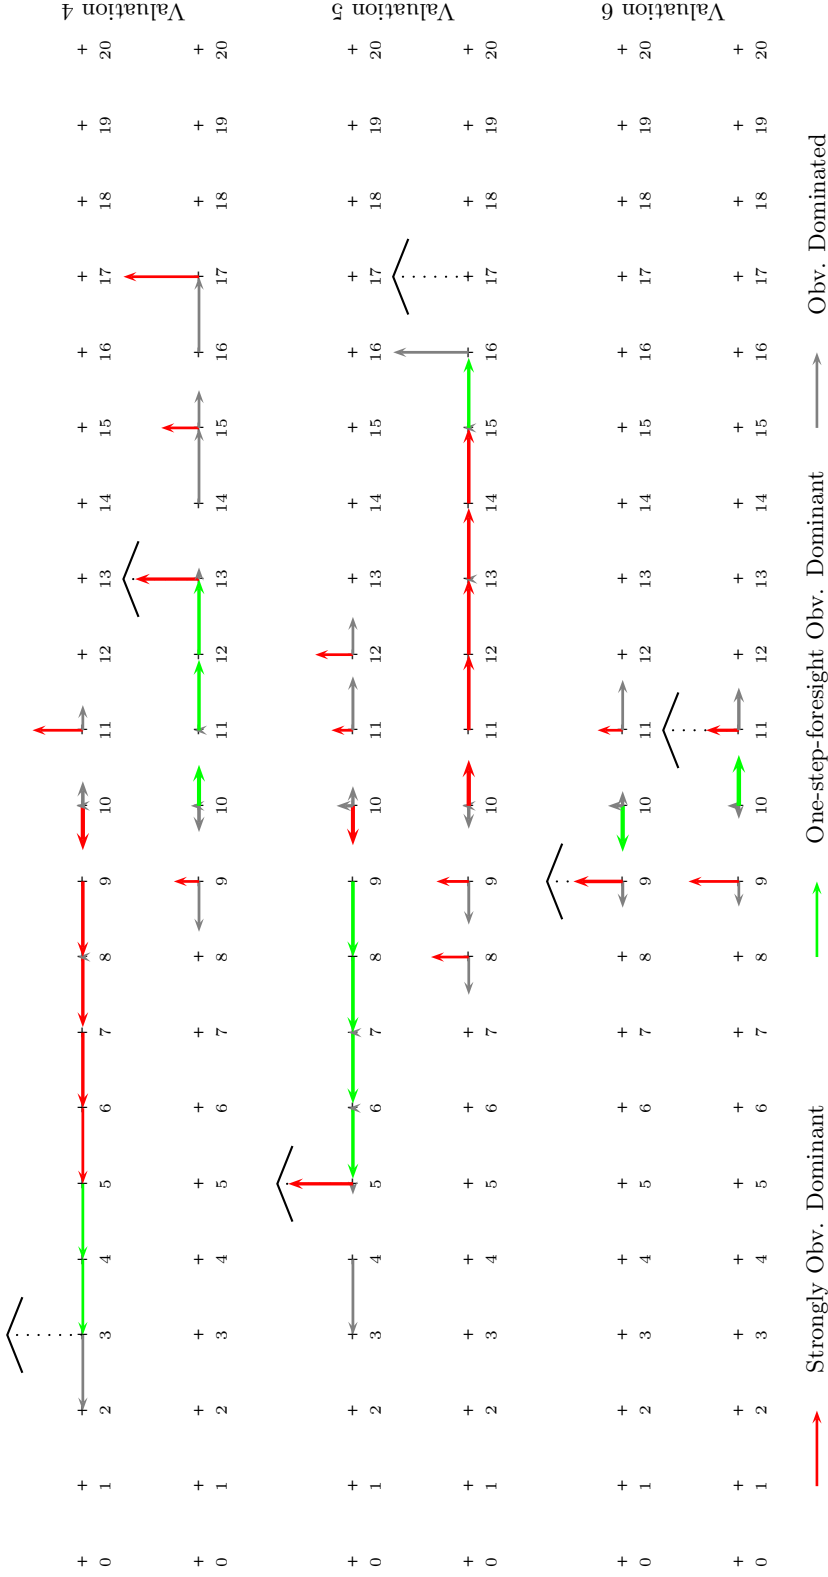 0 1 2 3 4 5 6 7 8 9 10 11 12 13 14 15 16 17 18 19 20
Valuation 4
0 1 2 3 4 5 6 7 8 9 10 11 12 13 14 15 16 17 18 19 20
0 1 2 3 4 5 6 7 8 9 10 11 12 13 14 15 16 17 18 19 20
Valuation 5
0 1 2 3 4 5 6 7 8 9 10 11 12 13 14 15 16 17 18 19 20
0 1 2 3 4 5 6 7 8 9 10 11 12 13 14 15 16 17 18 19 20
Valuation 6
0 1 2 3 4 5 6 7 8 9 10 11 12 13 14 15 16 17 18 19 20
Strongly Obv. Dominant One-step-foresight Obv. Dominant Obv. Dominated